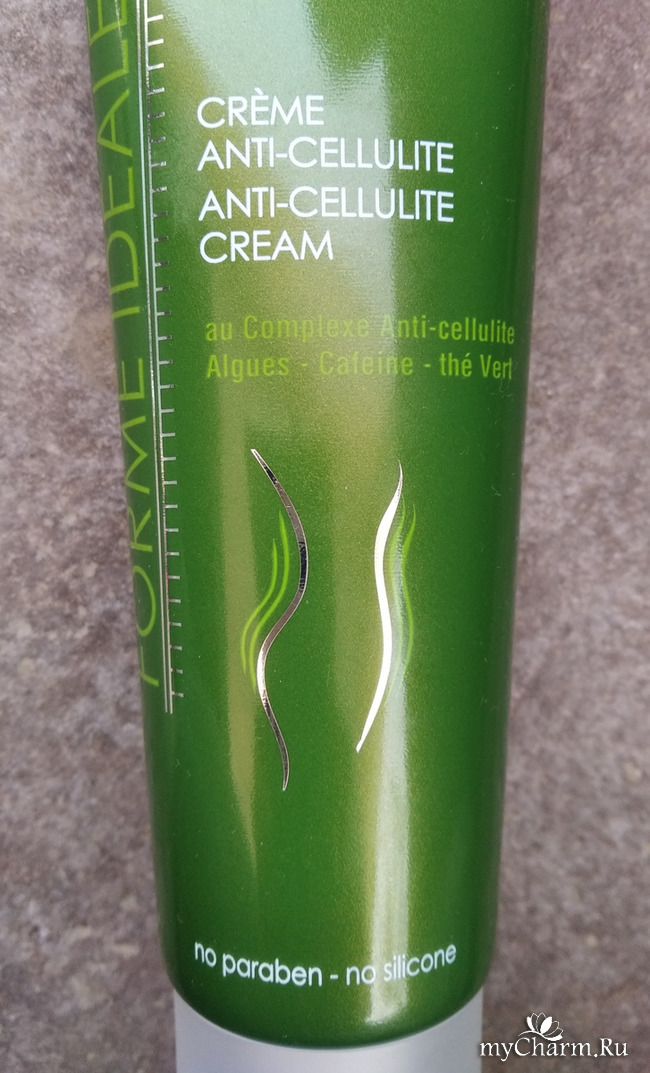 FORME IDEALE
CRÈME
ANTI-CELLULITE
ANTI-CELLULITE
CREAM
au Complexe Anti-cellulite
Algues - Cafeine - thé Vert
no paraben - no silicone
myCharm.Ru